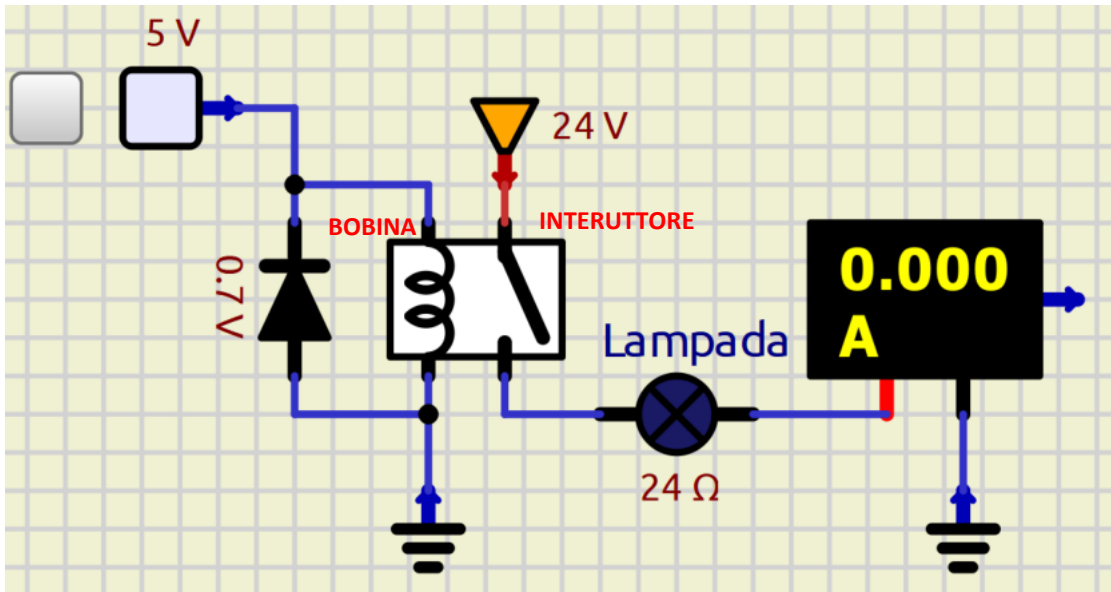 5 V
24 V
BOBINA
INTERUTTORE
0.7 V
0.000
A
Lampada
24 Ω